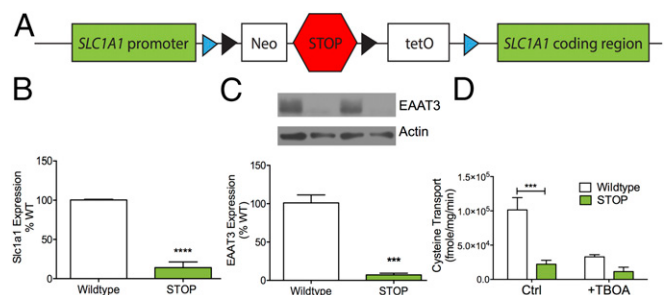 A
SLC1A1 promoter
Neo
STOP
tetO
SLC1A1 coding region
B
Slc1a1 Expression
% WT
150
100
50
0
****
Wildtype
STOP
C
EAAT3
Actin
EAAT3 Expression
(% WT)
150
100
50
0
***
Wildtype
STOP
D
Cysteine Transport
(fmole/mg/min)
1.5×10⁵
1.0×10⁵
5.0×10⁴
0.0
***
Wildtype
STOP
Ctrl
+TBOA